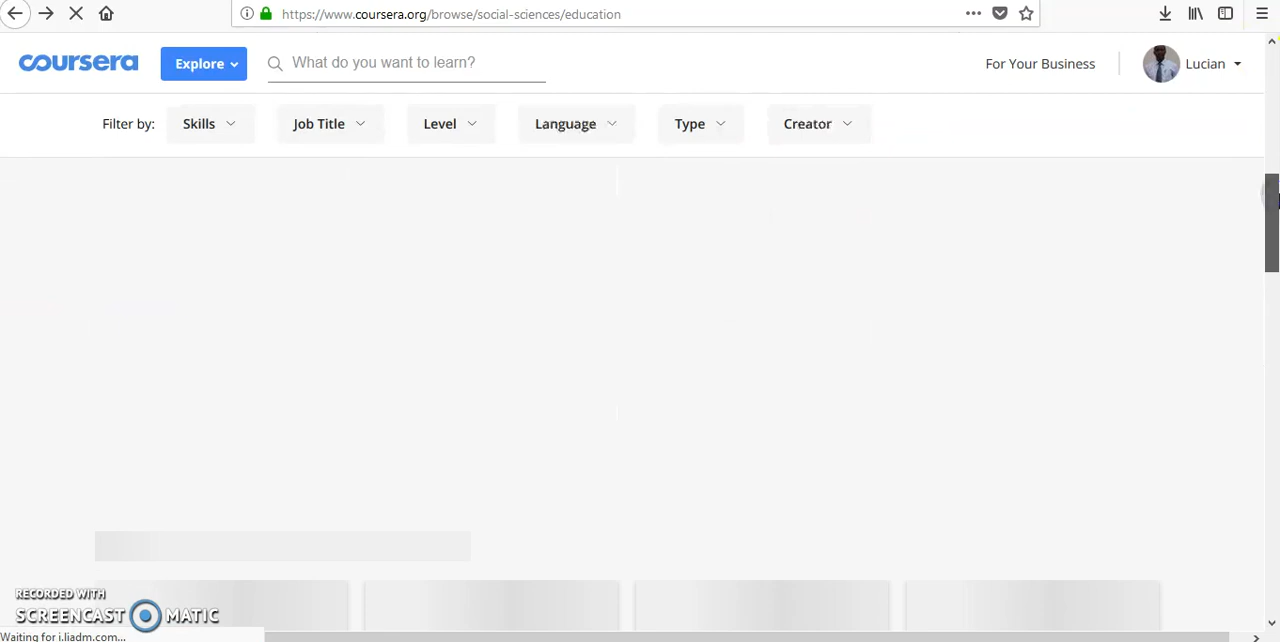 https://www.coursera.org/browse/social-sciences/education
coursera
Explore
What do you want to learn?
For Your Business
Lucian
Filter by:
Skills
Job Title
Level
Language
Type
Creator
RECORDED WITH
SCREENCAST MATIC
Waiting for i.liadm.com...